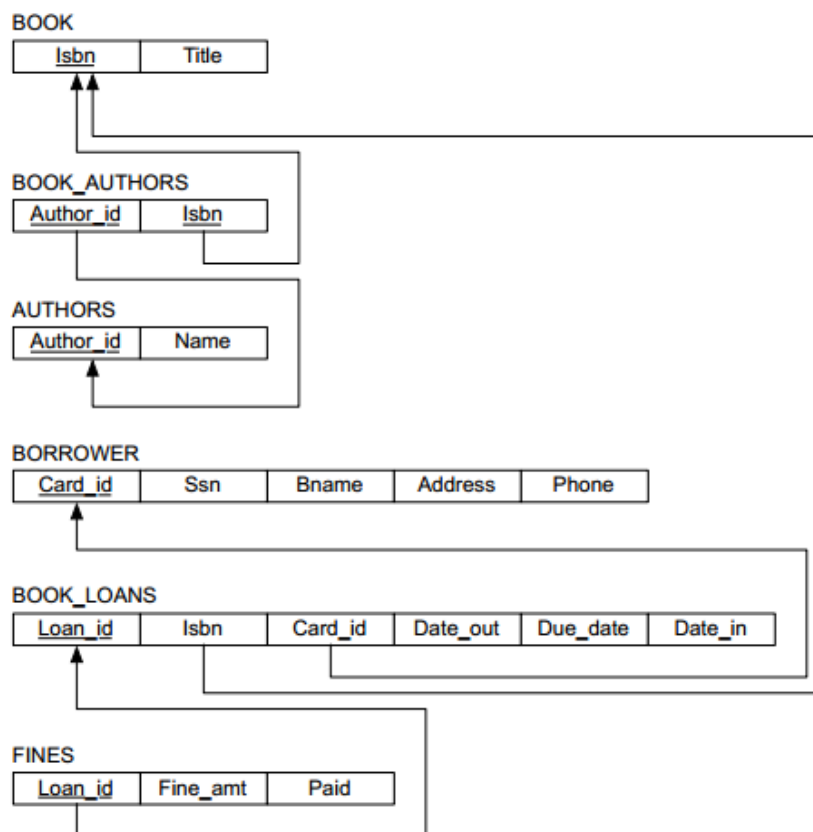 BOOK
Isbn Title
BOOK_AUTHORS
Author_id Isbn
AUTHORS
Author_id Name
BORROWER
Card_id Ssn Bname Address Phone
BOOK_LOANS
Loan_id Isbn Card_id Date_out Due_date Date_in
FINES
Loan_id Fine_amt Paid